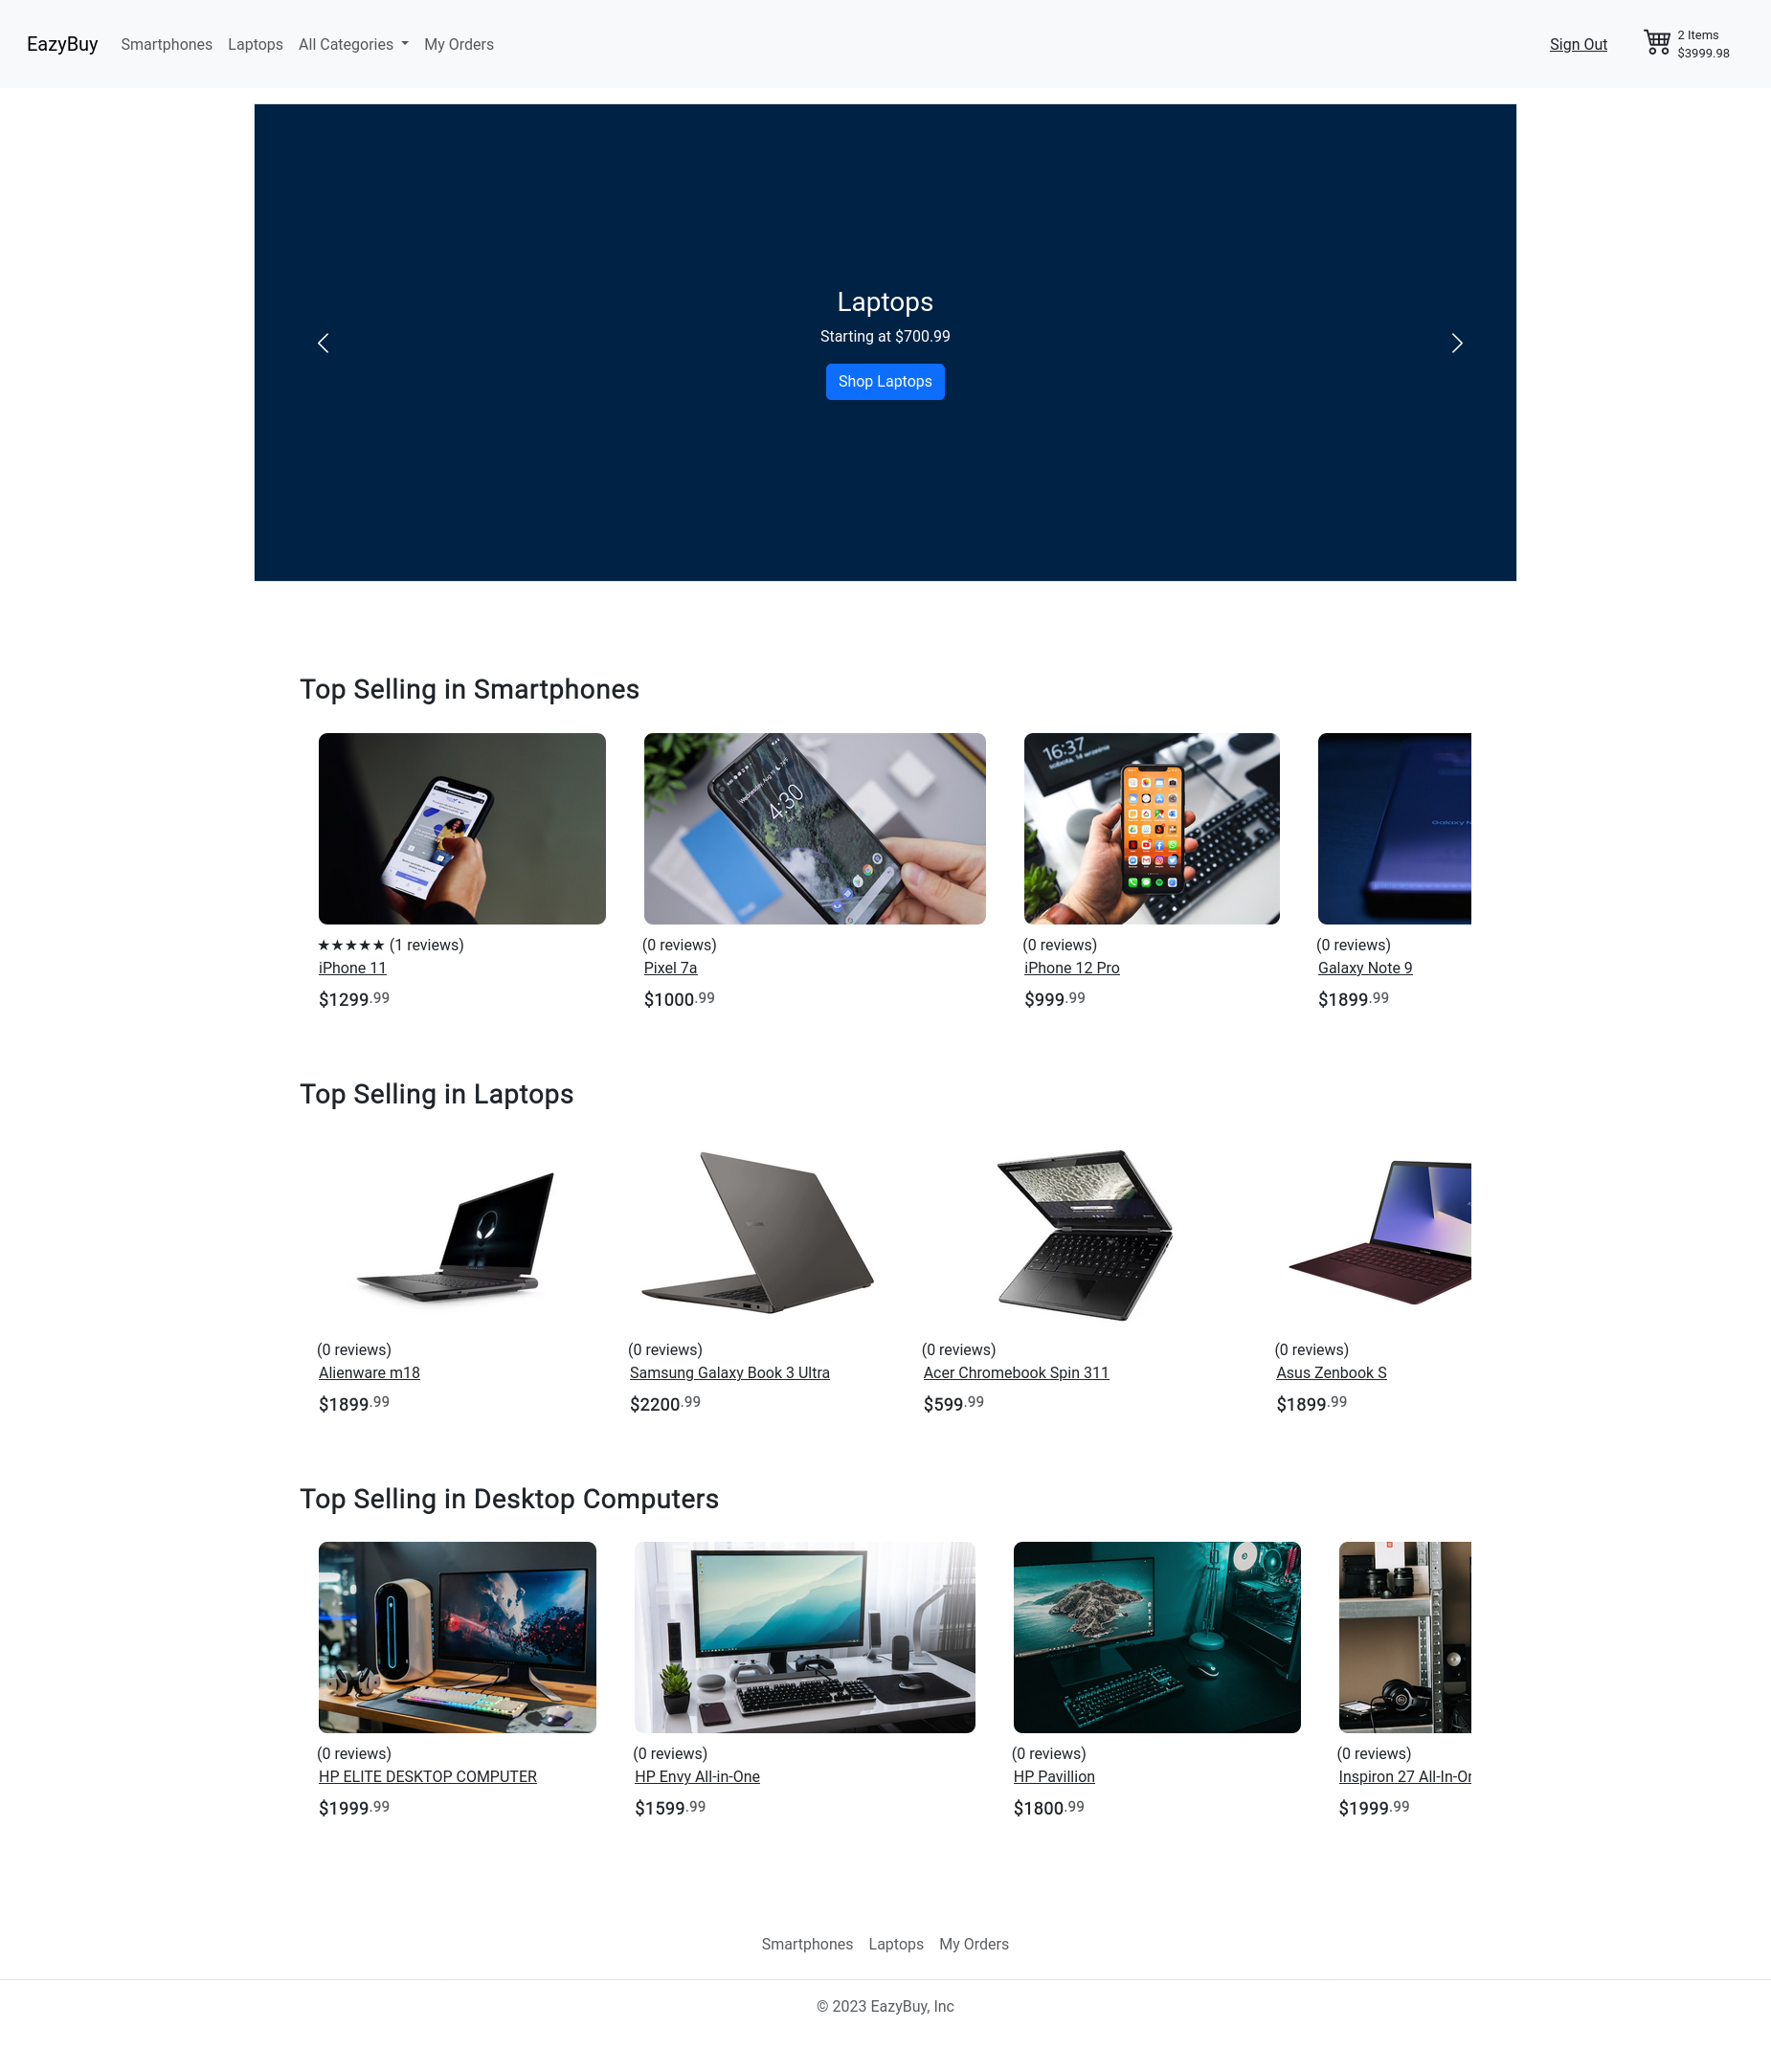 EazyBuy Smartphones Laptops All Categories My Orders Sign Out 2 Items
$3999.98
Laptops
Starting at $700.99
Shop Laptops
Top Selling in Smartphones
16:37
4:30
★★★★★ (1 reviews) (0 reviews) (0 reviews) (0 reviews)
iPhone 11 Pixel 7a iPhone 12 Pro Galaxy Note 9
$1299.99 $1000.99 $999.99 $1899.99
Top Selling in Laptops
(0 reviews) (0 reviews) (0 reviews) (0 reviews)
Alienware m18 Samsung Galaxy Book 3 Ultra Acer Chromebook Spin 311 Asus Zenbook S
$1899.99 $2200.99 $599.99 $1899.99
Top Selling in Desktop Computers
(0 reviews) (0 reviews) (0 reviews) (0 reviews)
HP ELITE DESKTOP COMPUTER HP Envy All-in-One HP Pavillion Inspiron 27 All-In-
$1999.99 $1599.99 $1800.99 $1999.99
Smartphones Laptops My Orders
© 2023 EazyBuy, Inc